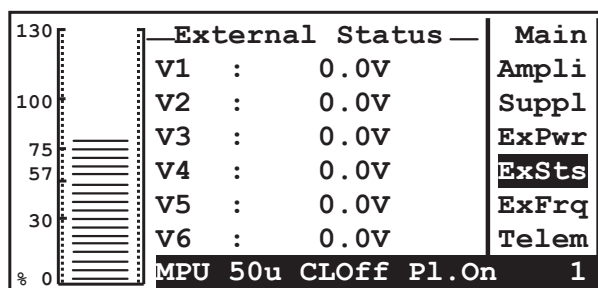 130 External Status Main
V1 : 0.0V Ampli
100 V2 : 0.0V Suppl
V3 : 0.0V ExPwr
75
57 V4 : 0.0V ExSts
V5 : 0.0V ExFrq
30
V6 : 0.0V Telem
% 0 MPU 50u CLOff Pl.On 1